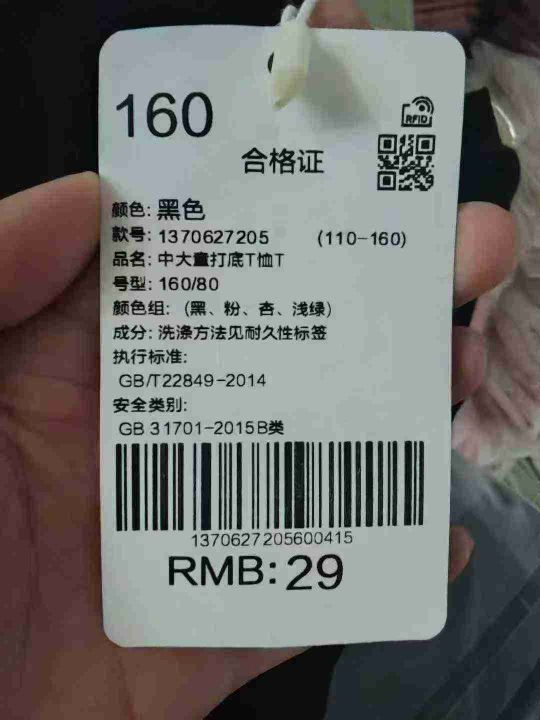 160
RFID
合格证
颜色: 黑色
款号: 1370627205 (110-160)
品名: 中大童打底T恤T
号型: 160/80
颜色组: (黑、粉、杏、浅绿)
成分: 洗涤方法见耐久性标签
执行标准:
GB/T22849-2014
安全类别:
GB 31701-2015B类
1370627205600415
RMB: 29